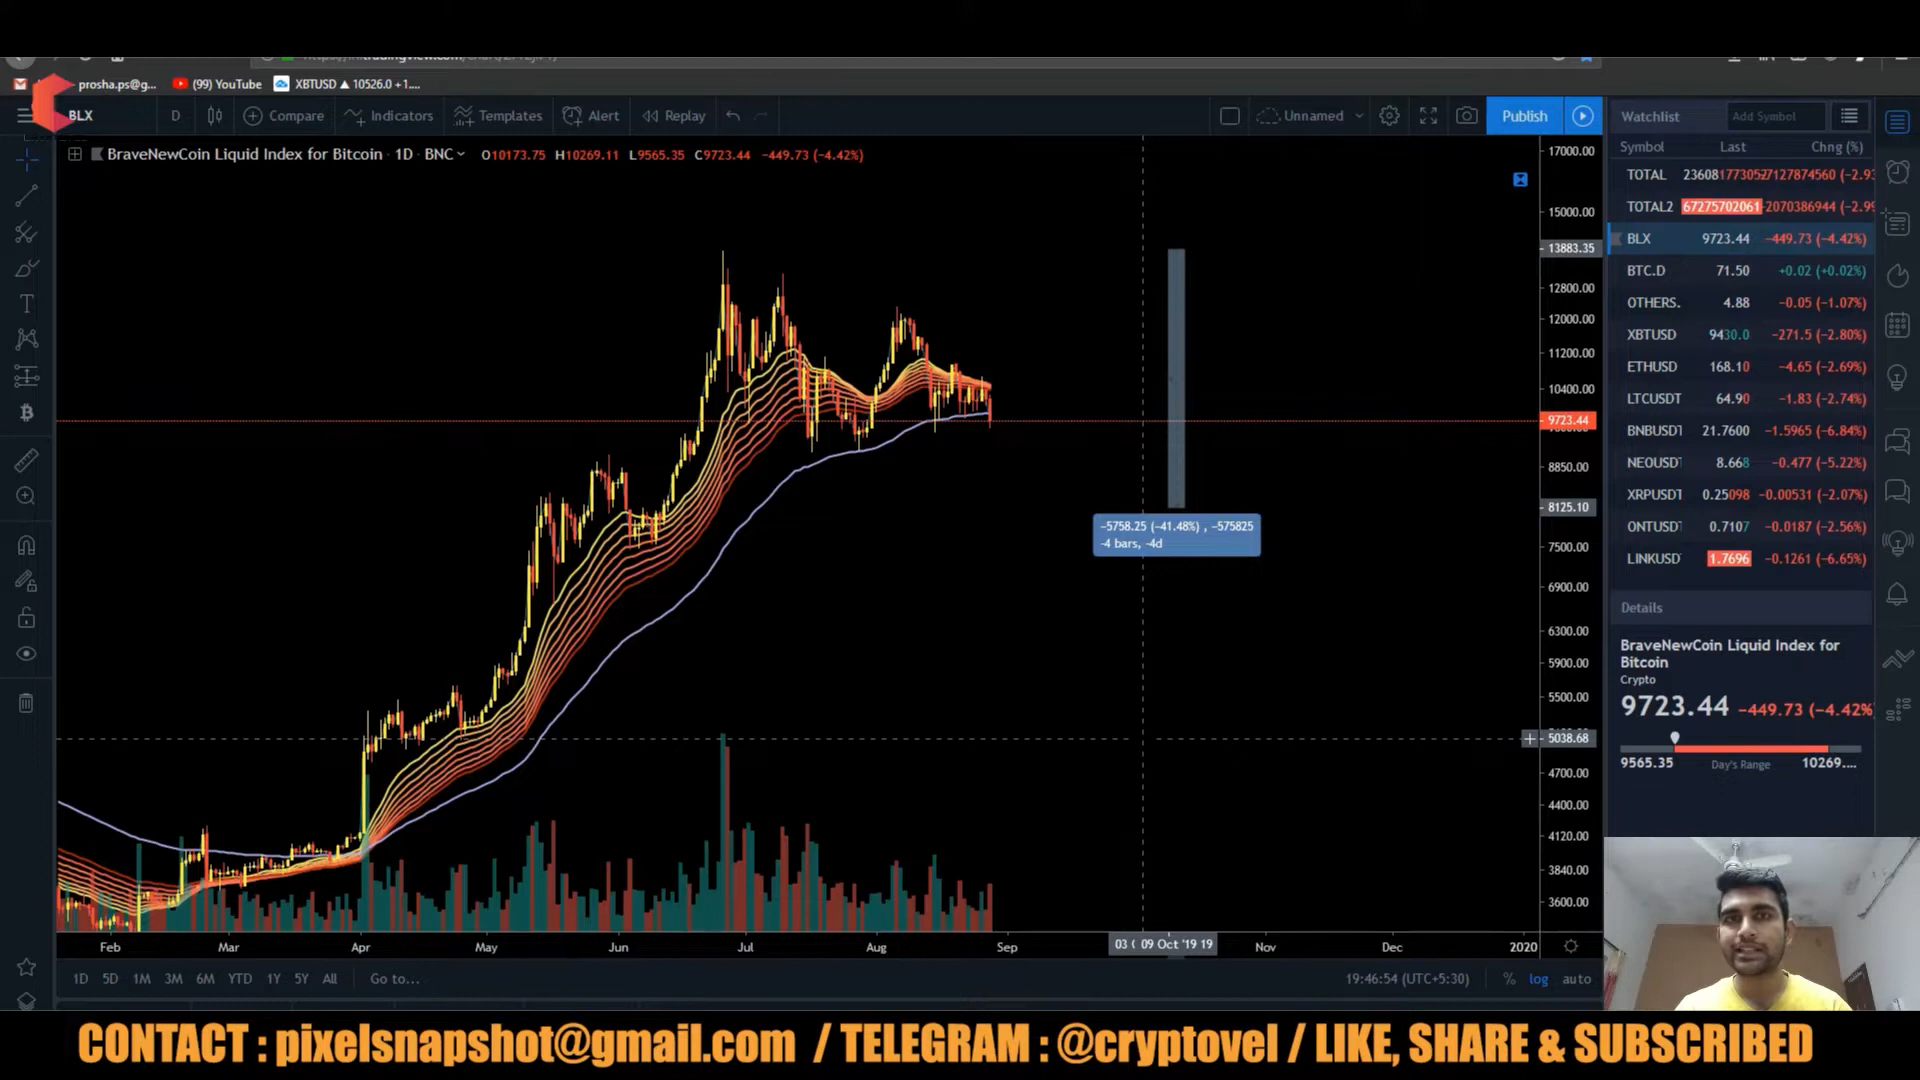 prosha.ps@g... (99) YouTube XBTUSD ▲ 10526.0 +1....
BLX D Compare Indicators Templates Alert Replay Unnamed Publish
BraveNewCoin Liquid Index for Bitcoin · 1D · BNC O10173.75 H10269.11 L9565.35 C9723.44 -449.73 (-4.42%)
17000.00
15000.00
13883.35
12800.00
12000.00
11200.00
10400.00
9723.44
8850.00
8125.10
7500.00
6900.00
6300.00
5900.00
5500.00
5038.68
4700.00
4400.00
4120.00
3840.00
3600.00
-5758.25 (-41.48%) , -575825
-4 bars, -4d
Feb Mar Apr May Jun Jul Aug Sep 09 Oct '19 Nov Dec 2020
1D 5D 1M 3M 6M YTD 1Y 5Y All Go to... 19:46:54 (UTC+5:30) % log auto
Watchlist Add Symbol
Symbol Last Chng (%)
TOTAL
TOTAL2 67275702061 -2070386944
BLX 9723.44 -449.73 (-4.42%)
BTC.D 71.50 +0.02 (+0.02%)
OTHERS. 4.88 -0.05 (-1.07%)
XBTUSD 9430.0 -271.5 (-2.80%)
ETHUSD 168.10 -4.65 (-2.69%)
LTCUSDT 64.90 -1.83 (-2.74%)
BNBUSDT 21.7600 -1.5965 (-6.84%)
NEOUSDT 8.668 -0.477 (-5.22%)
XRPUSDT 0.25098 -0.00531 (-2.07%)
ONTUSDT 0.7107 -0.0187 (-2.56%)
LINKUSD 1.7696 -0.1261 (-6.65%)
Details
BraveNewCoin Liquid Index for
Bitcoin
Crypto
9723.44 -449.73 (-4.42%
9565.35 Day's Range 10269....
CONTACT : pixelsnapshot@gmail.com / TELEGRAM : @cryptovel / LIKE, SHARE & SUBSCRIBED